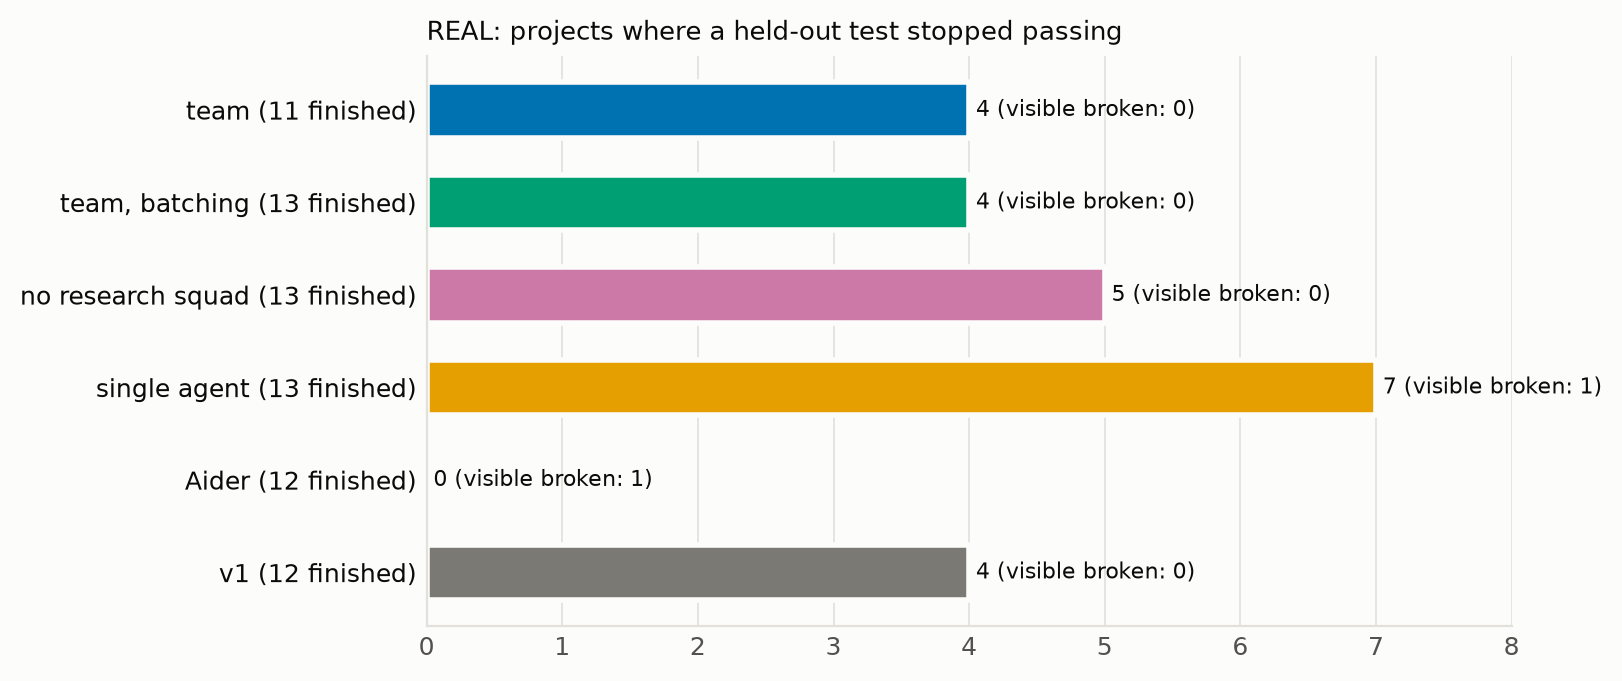 REAL: projects where a held-out test stopped passing
team (11 finished) 4 (visible broken: 0)
team, batching (13 finished) 4 (visible broken: 0)
no research squad (13 finished) 5 (visible broken: 0)
single agent (13 finished) 7 (visible broken: 1)
Aider (12 finished) 0 (visible broken: 1)
v1 (12 finished) 4 (visible broken: 0)
0 1 2 3 4 5 6 7 8